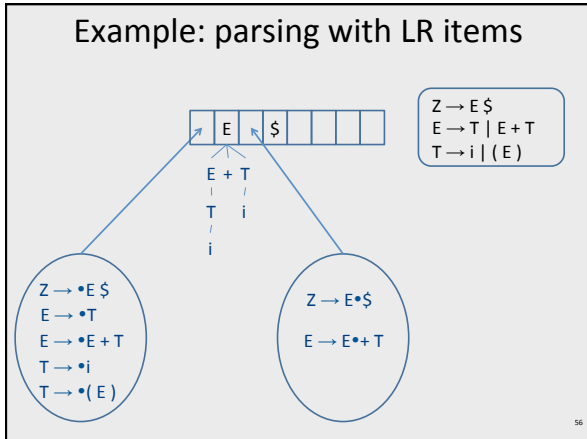 Example: parsing with LR items
E $
Z → E $
E → T | E + T
T → i | ( E )
E + T
T i
i
Z → •E $
E → •T
E → •E + T
T → •i
T → •( E )
Z → E•$
E → E•+ T
56